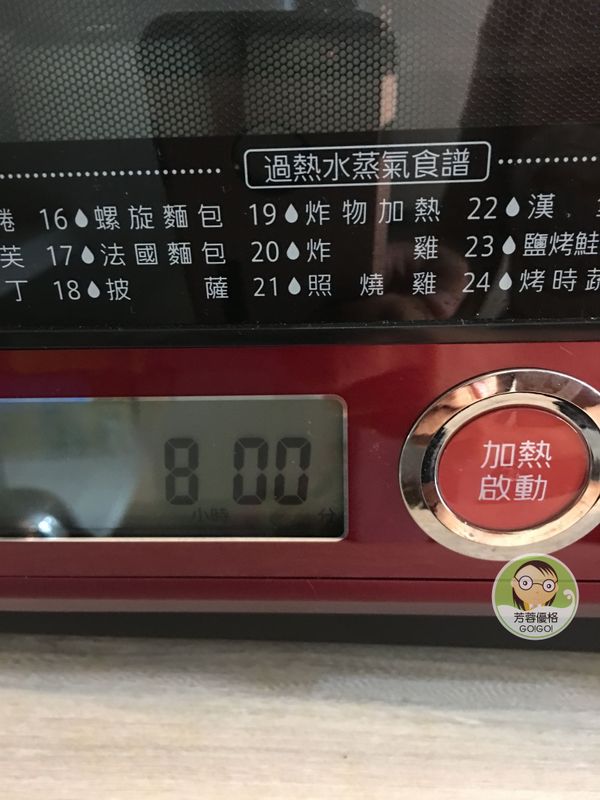 過熱水蒸氣食譜
捲 16 螺旋麵包 19 炸物加熱 22 漢
芙 17 法國麵包 20 炸雞 23 鹽烤鮭
丁 18 披薩 21 照燒雞 24 烤時蔬
8 00
小時 分
加熱
啟動
芳蓉優格
GO!GO!